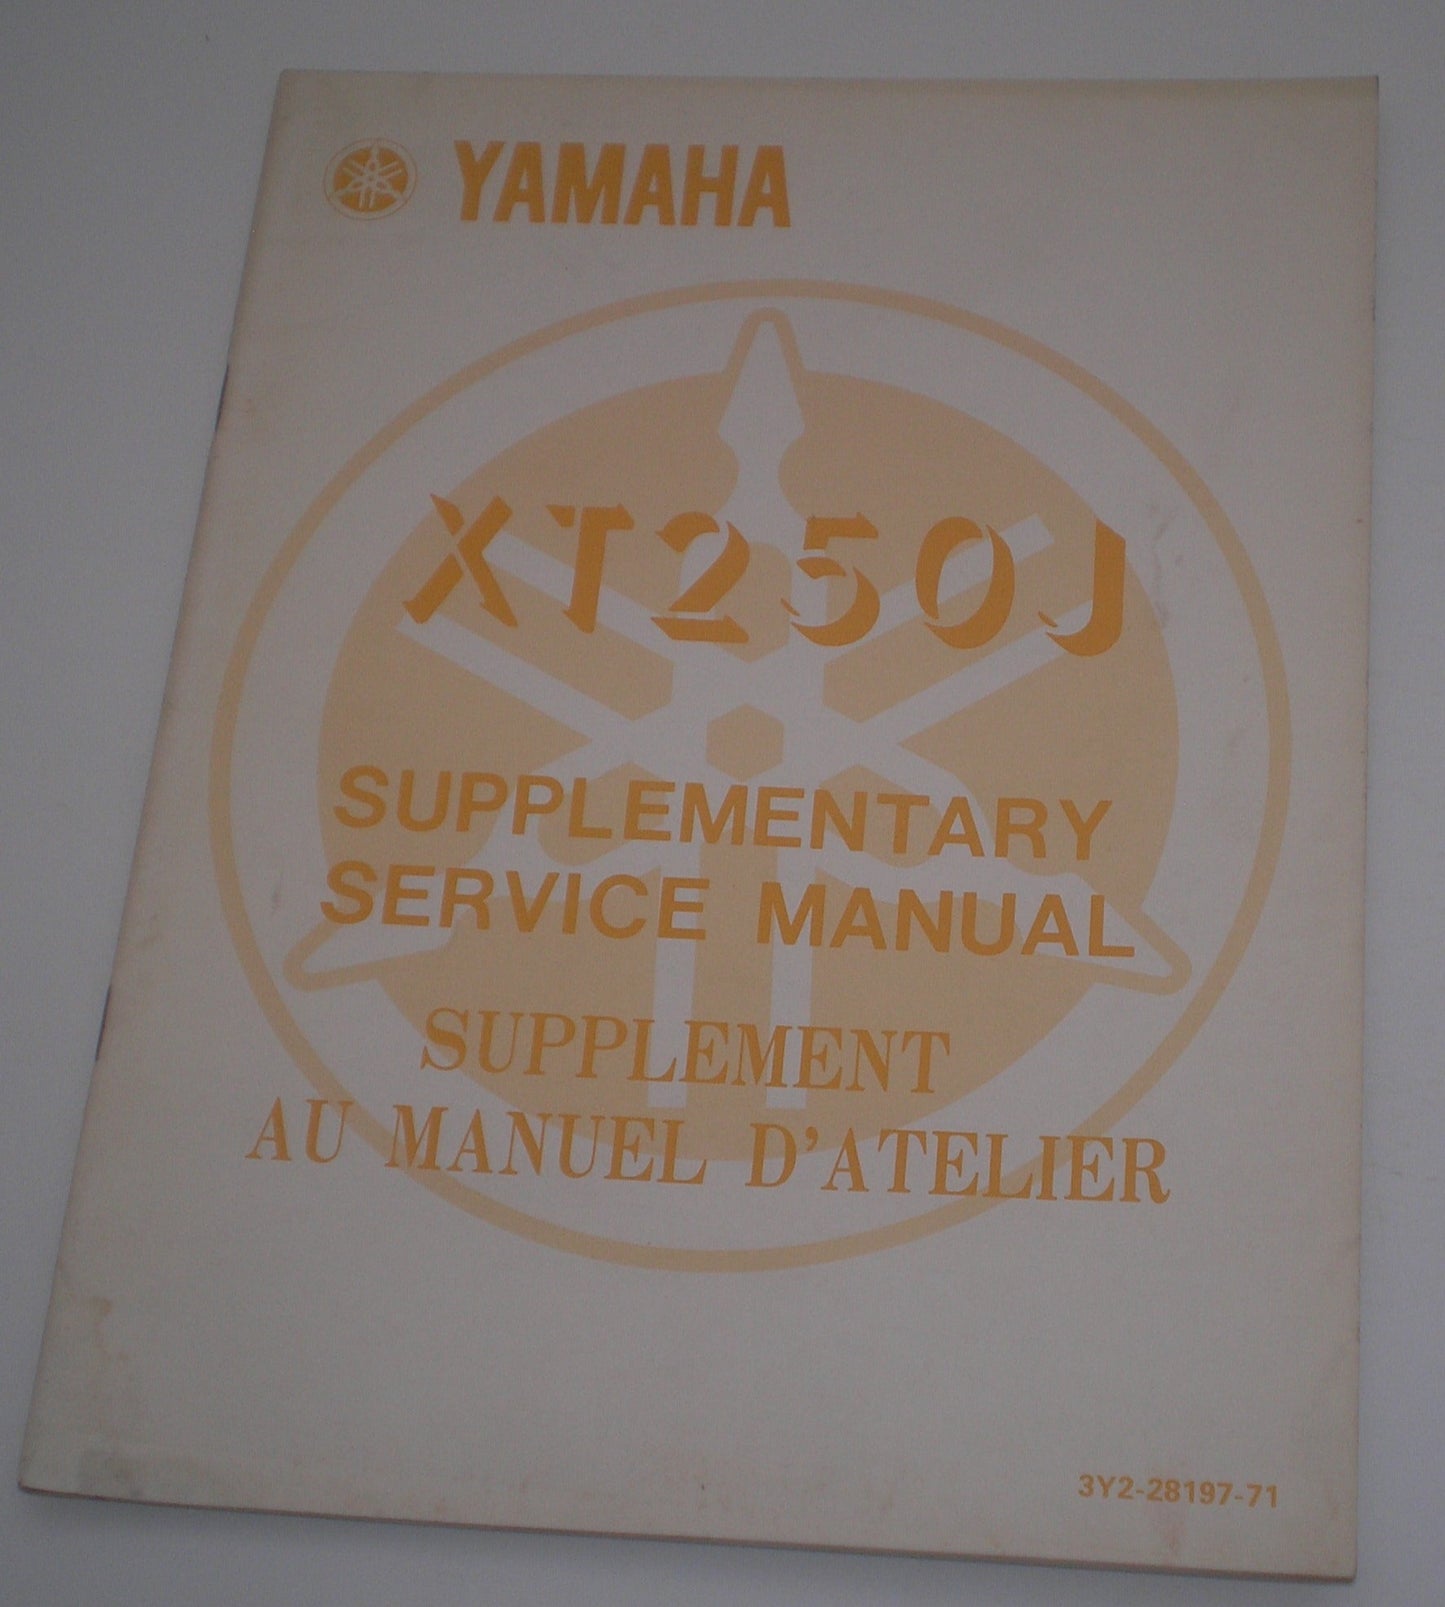 YAMAHA
XT250J
SUPPLEMENTARY
SERVICE MANUAL
SUPPLEMENT
AU MANUEL D'ATELIER
3Y2-28197-71